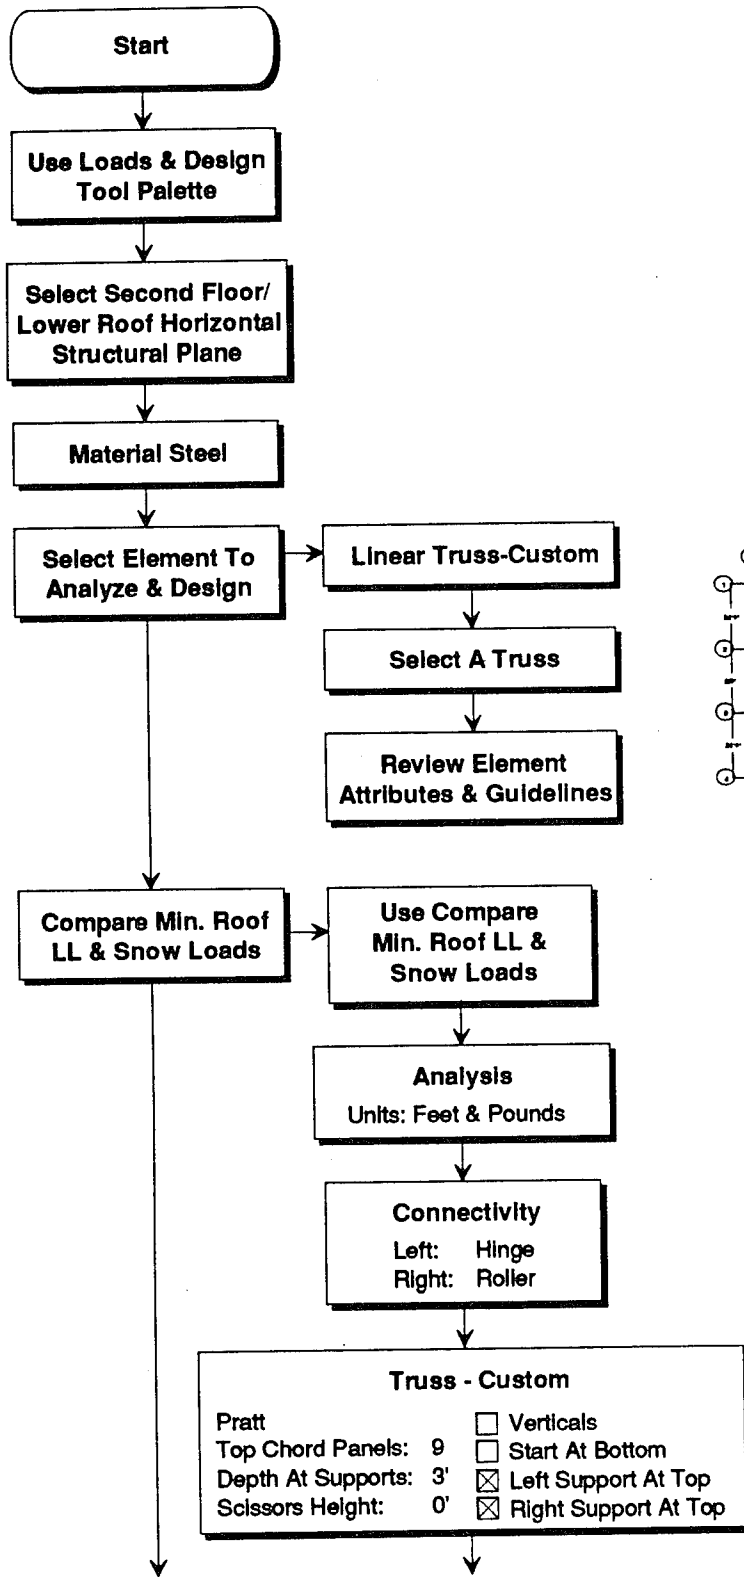 Start
Use Loads & Design
Tool Palette
Select Second Floor/
Lower Roof Horizontal
Structural Plane
Material Steel
Select Element To
Analyze & Design
Linear Truss-Custom
Select A Truss
Review Element
Attributes & Guidelines
Compare Min. Roof
LL & Snow Loads
Use Compare
Min. Roof LL &
Snow Loads
Analysis
Units: Feet & Pounds
Connectivity
Left: Hinge
Right: Roller
Truss - Custom
Pratt
Top Chord Panels: 9
Depth At Supports: 3'
Scissors Height: 0'
Verticals
Start At Bottom
Left Support At Top
Right Support At Top